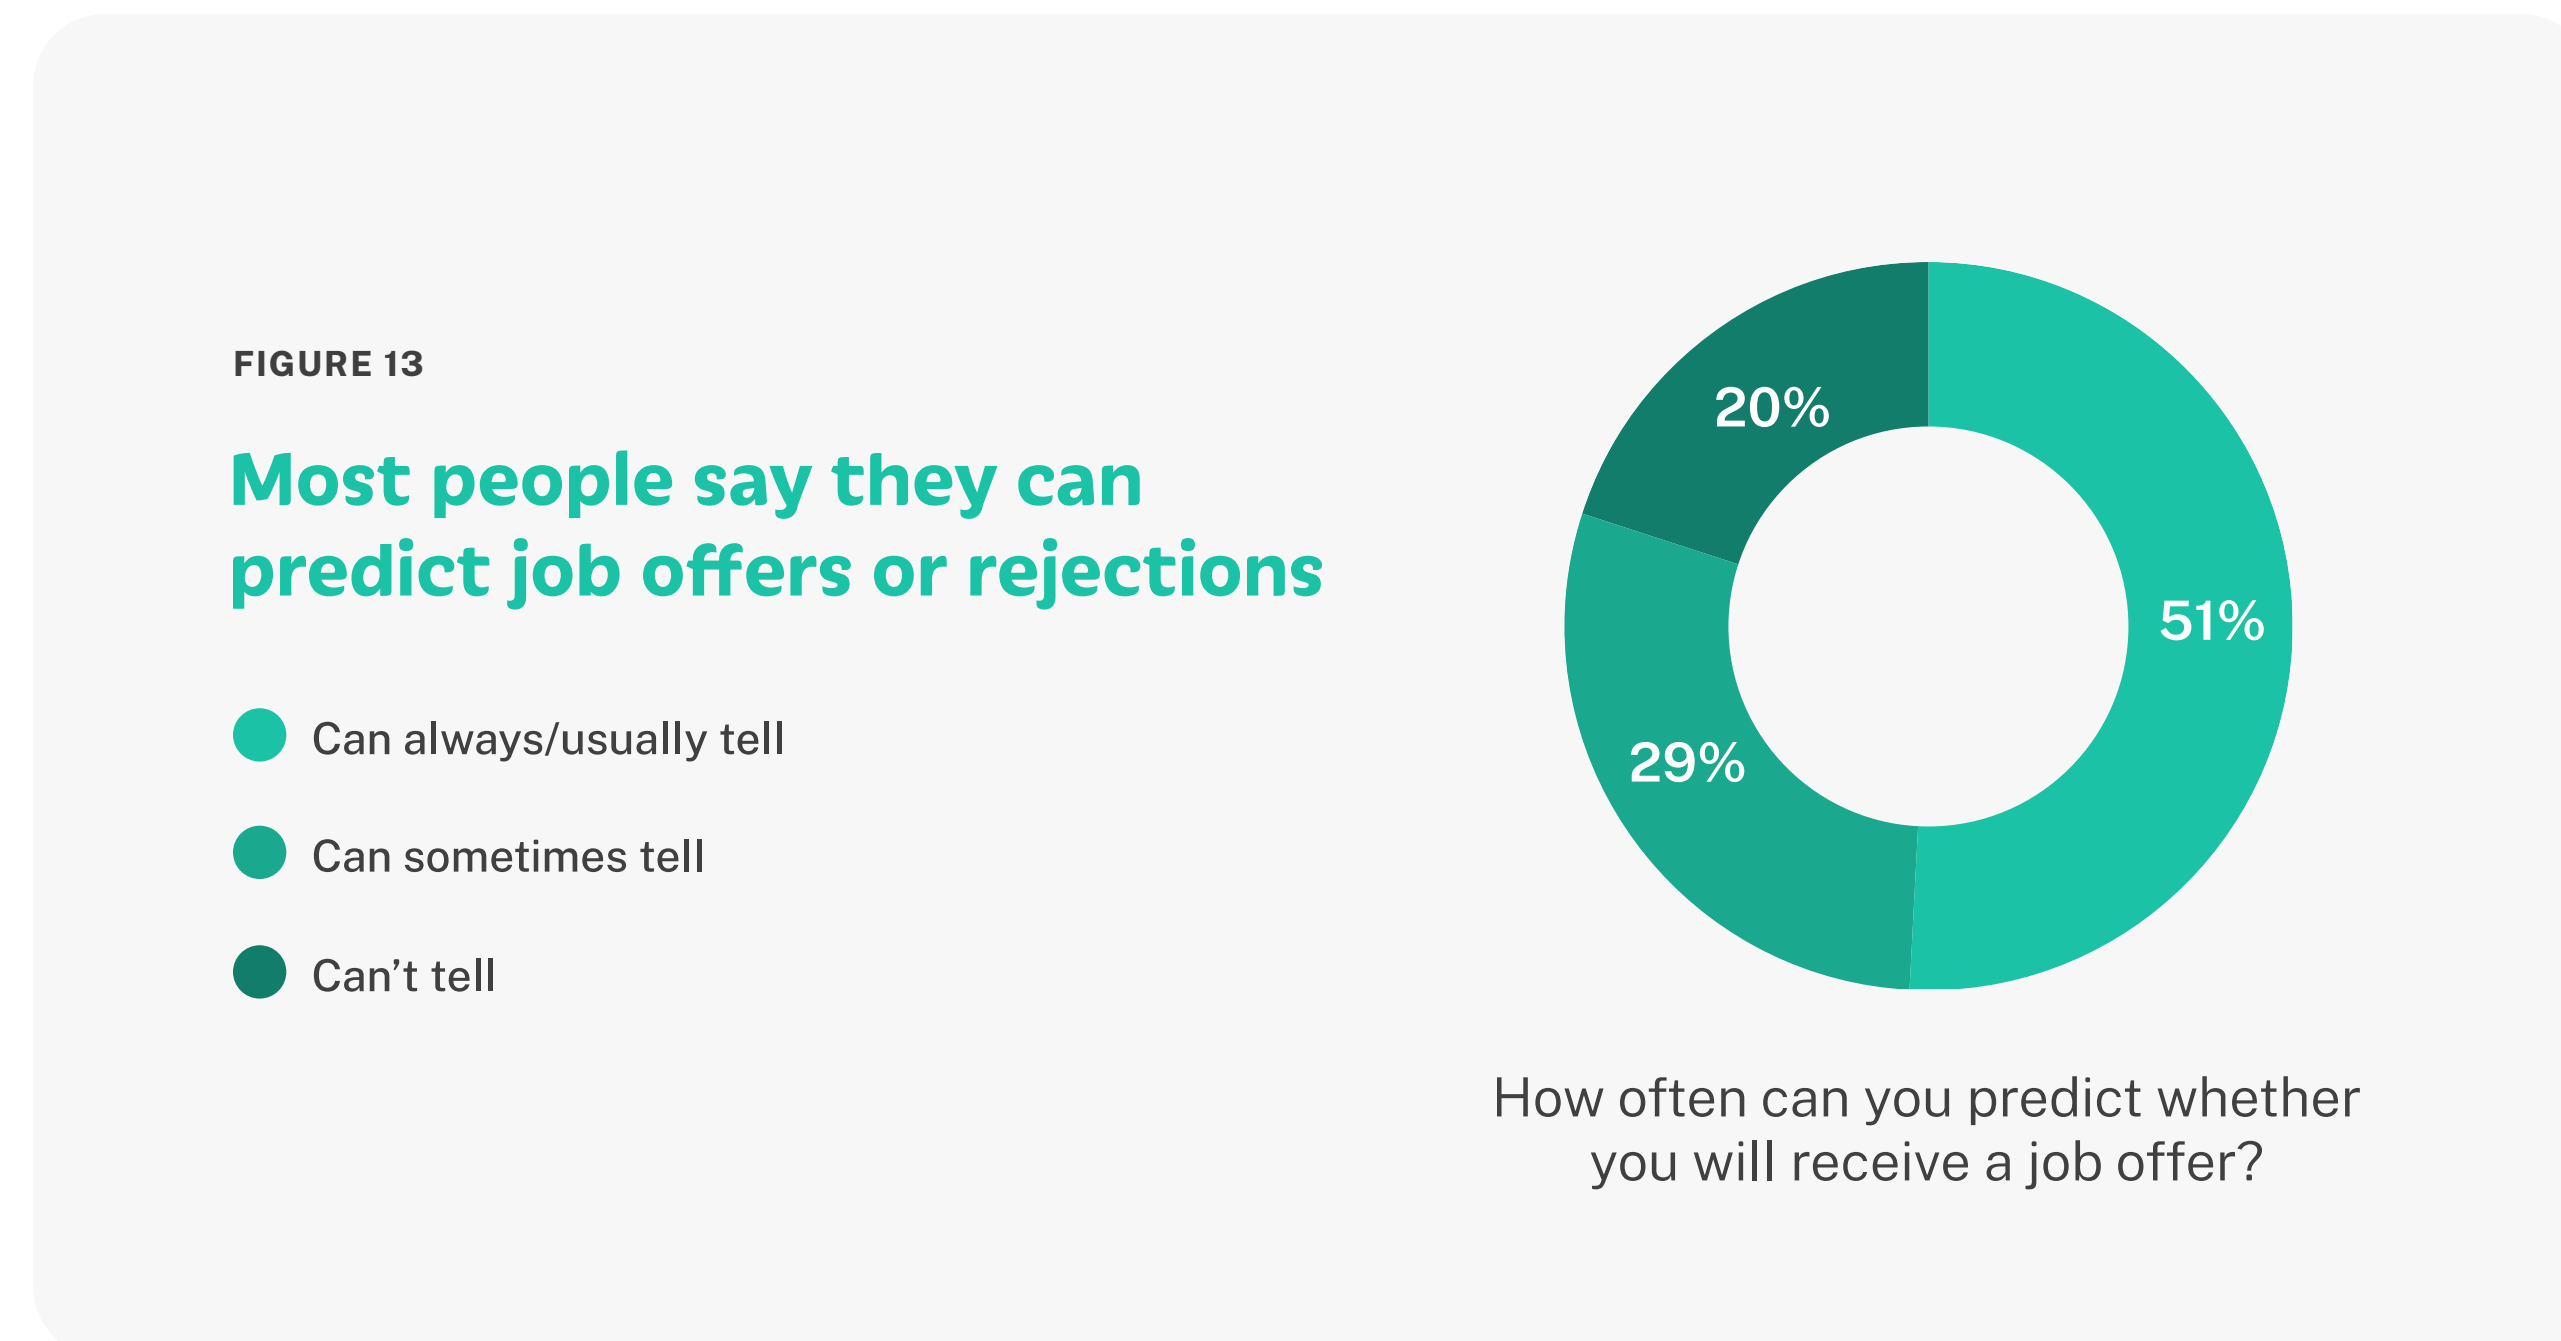 FIGURE 13
Most people say they can
predict job offers or rejections
Can always/usually tell
Can sometimes tell
Can’t tell
20%
51%
29%
How often can you predict whether
you will receive a job offer?